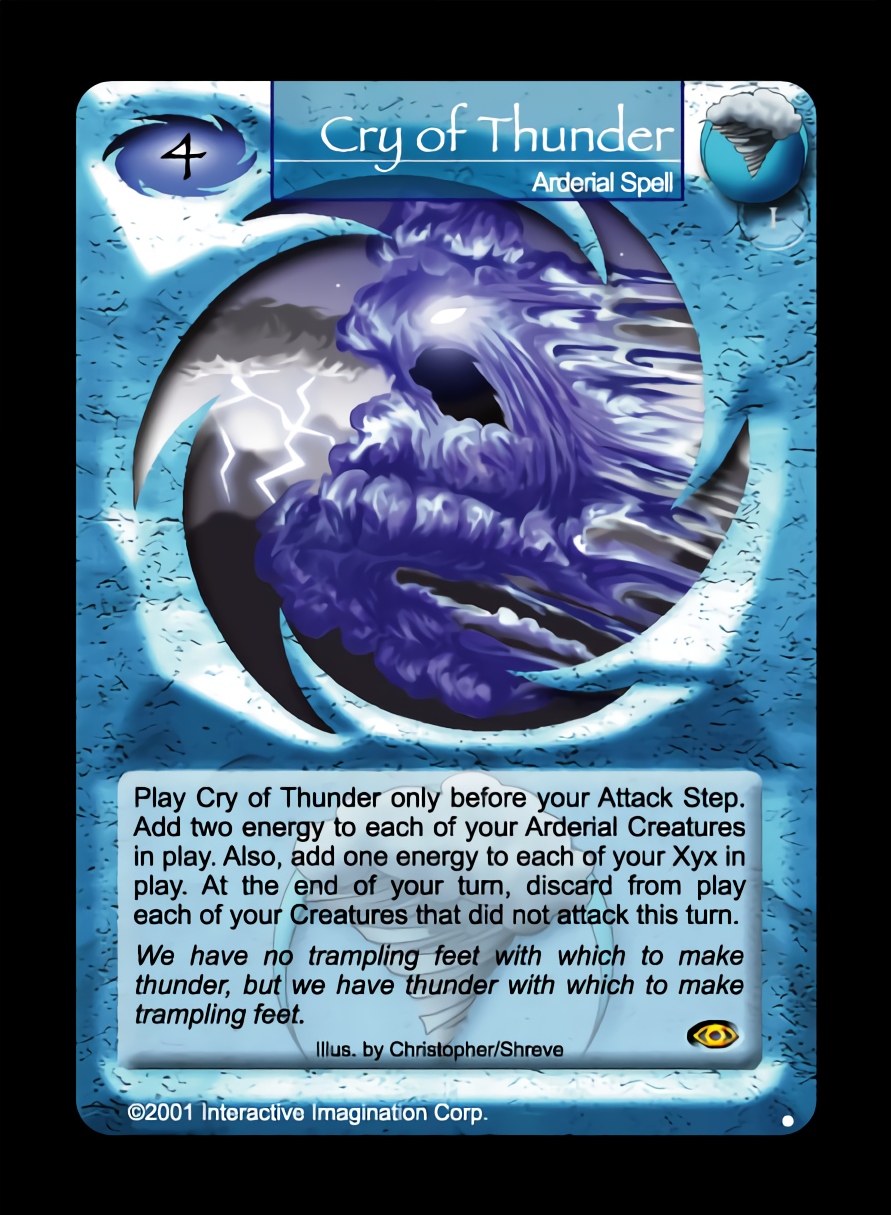 4
Cry of Thunder
Arderial Spell
I
Play Cry of Thunder only before your Attack Step.
Add two energy to each of your Arderial Creatures
in play. Also, add one energy to each of your Xyx in
play. At the end of your turn, discard from play
each of your Creatures that did not attack this turn.
We have no trampling feet with which to make
thunder, but we have thunder with which to make
trampling feet.
Illus. by Christopher/Shreve
©2001 Interactive Imagination Corp.